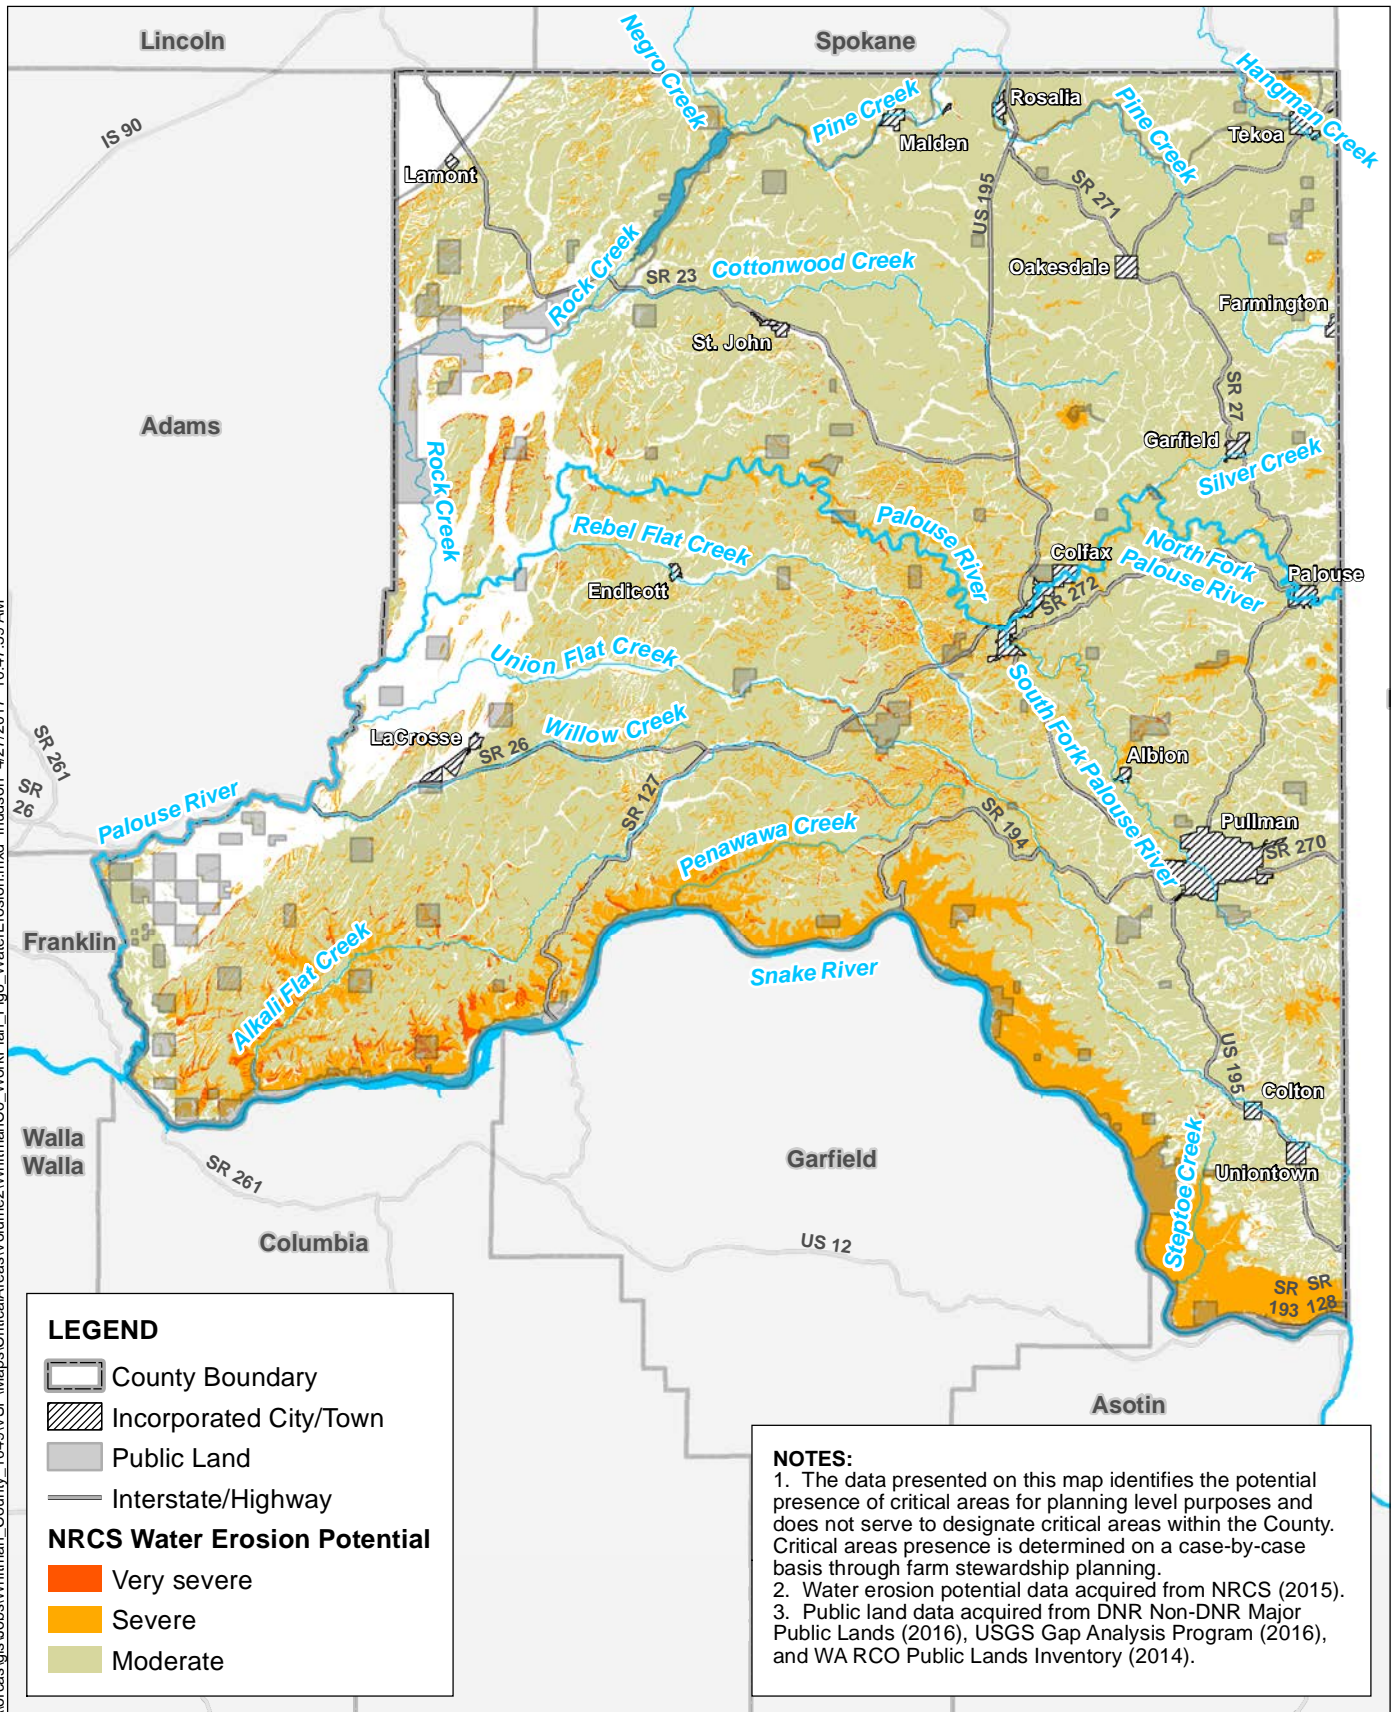 Lincoln
Spokane
Negro Creek
Hangman Creek
Rosalia
Pine Creek
Pine Creek
IS 90
Malden
Tekoa
Lamont
SR 271
US 195
Rock Creek
Cottonwood Creek
Oakesdale
SR 23
Farmington
St. John
Adams
SR 27
Garfield
Silver Creek
Rock Creek
Palouse River
Rebel Flat Creek
Colfax
North Fork
Palouse River
Palouse
Endicott
SR 272
Union Flat Creek
South Fork Palouse River
Willow Creek
LaCrosse
SR 26
Albion
SR 261
SR
26
Palouse River
SR 127
Penawawa Creek
SR 194
Pullman
SR 270
Franklin
Alkali Flat Creek
Snake River
US 195
Colton
Walla
Walla
Garfield
Steptoe Creek
Uniontown
SR 261
Columbia
US 12
SR SR
193 128
Asotin
LEGEND
County Boundary
Incorporated City/Town
Public Land
Interstate/Highway
NRCS Water Erosion Potential
Very severe
Severe
Moderate
NOTES:
1. The data presented on this map identifies the potential
presence of critical areas for planning level purposes and
does not serve to designate critical areas within the County.
Critical areas presence is determined on a case-by-case
basis through farm stewardship planning.
2. Water erosion potential data acquired from NRCS (2015).
3. Public land data acquired from DNR Non-DNR Major
Public Lands (2016), USGS Gap Analysis Program (2016),
and WA RCO Public Lands Inventory (2014).